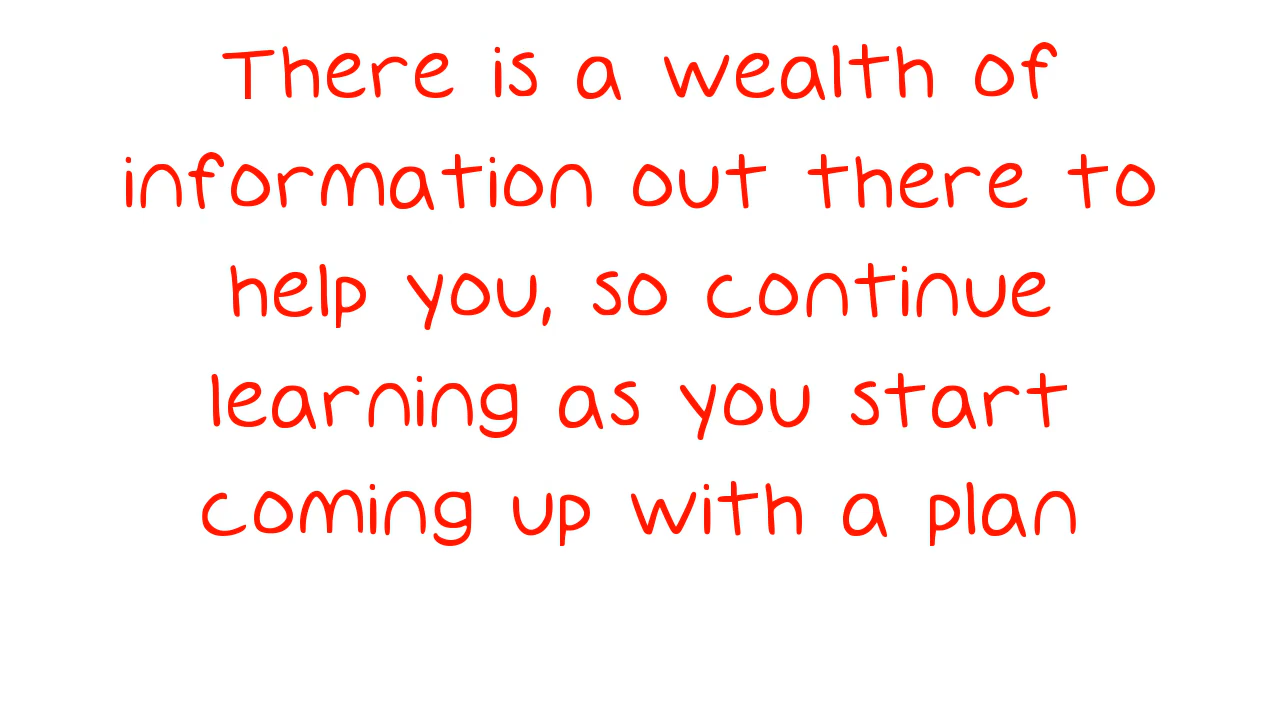 There is a wealth of
information out there to
help you, so continue
learning as you start
coming up with a plan